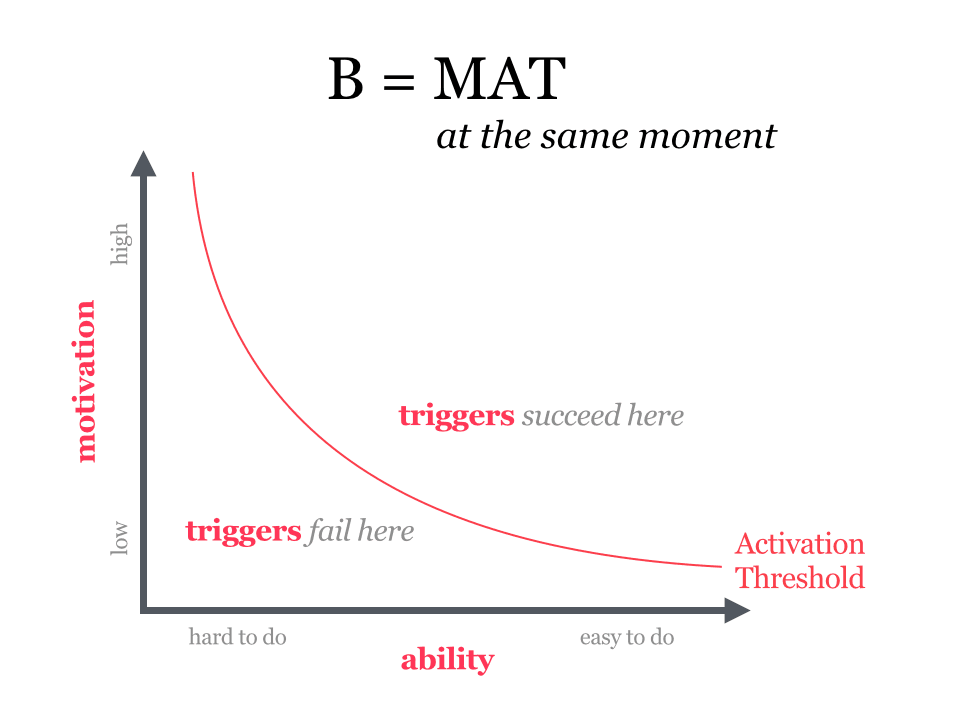 B = MAT
at the same moment
high
motivation
triggers succeed here
low
triggers fail here
Activation
Threshold
hard to do
easy to do
ability